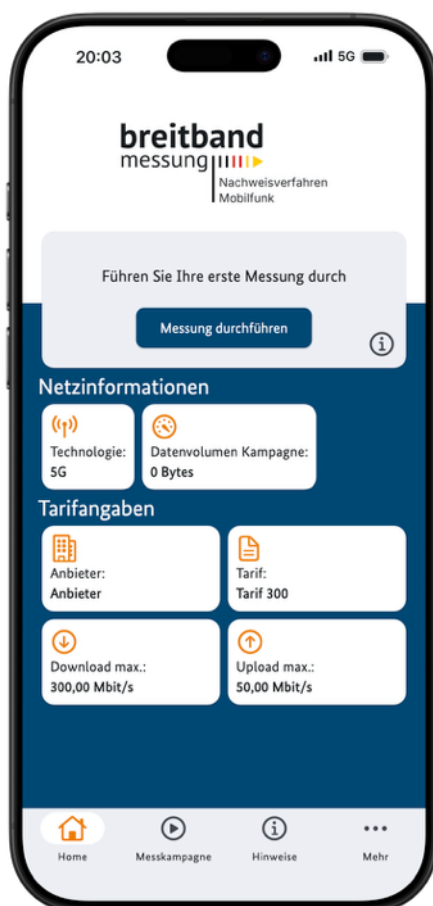 20:03
5G
breitband
messung
Nachweisverfahren
Mobilfunk
Führen Sie Ihre erste Messung durch
Messung durchführen
Netzinformationen
Technologie:
5G
Datenvolumen Kampagne:
0 Bytes
Tarifangaben
Anbieter:
Anbieter
Tarif:
Tarif 300
Download max.:
300,00 Mbit/s
Upload max.:
50,00 Mbit/s
Home
Messkampagne
Hinweise
Mehr